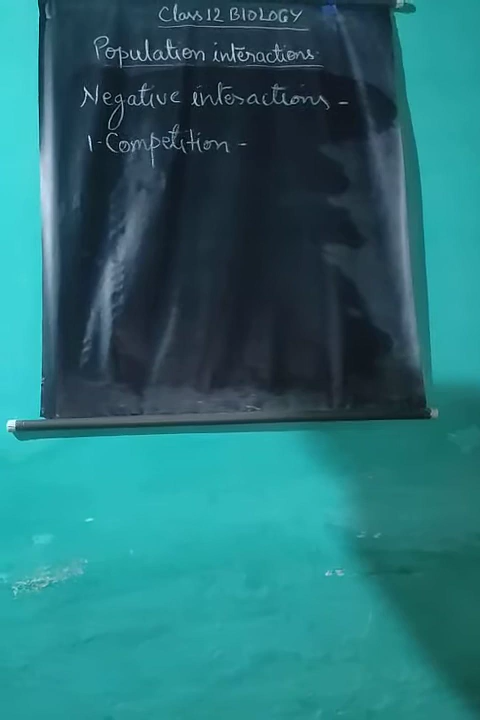 Class 12 BIOLOGY
Population interactions.
Negative interactions -
1. Competition -